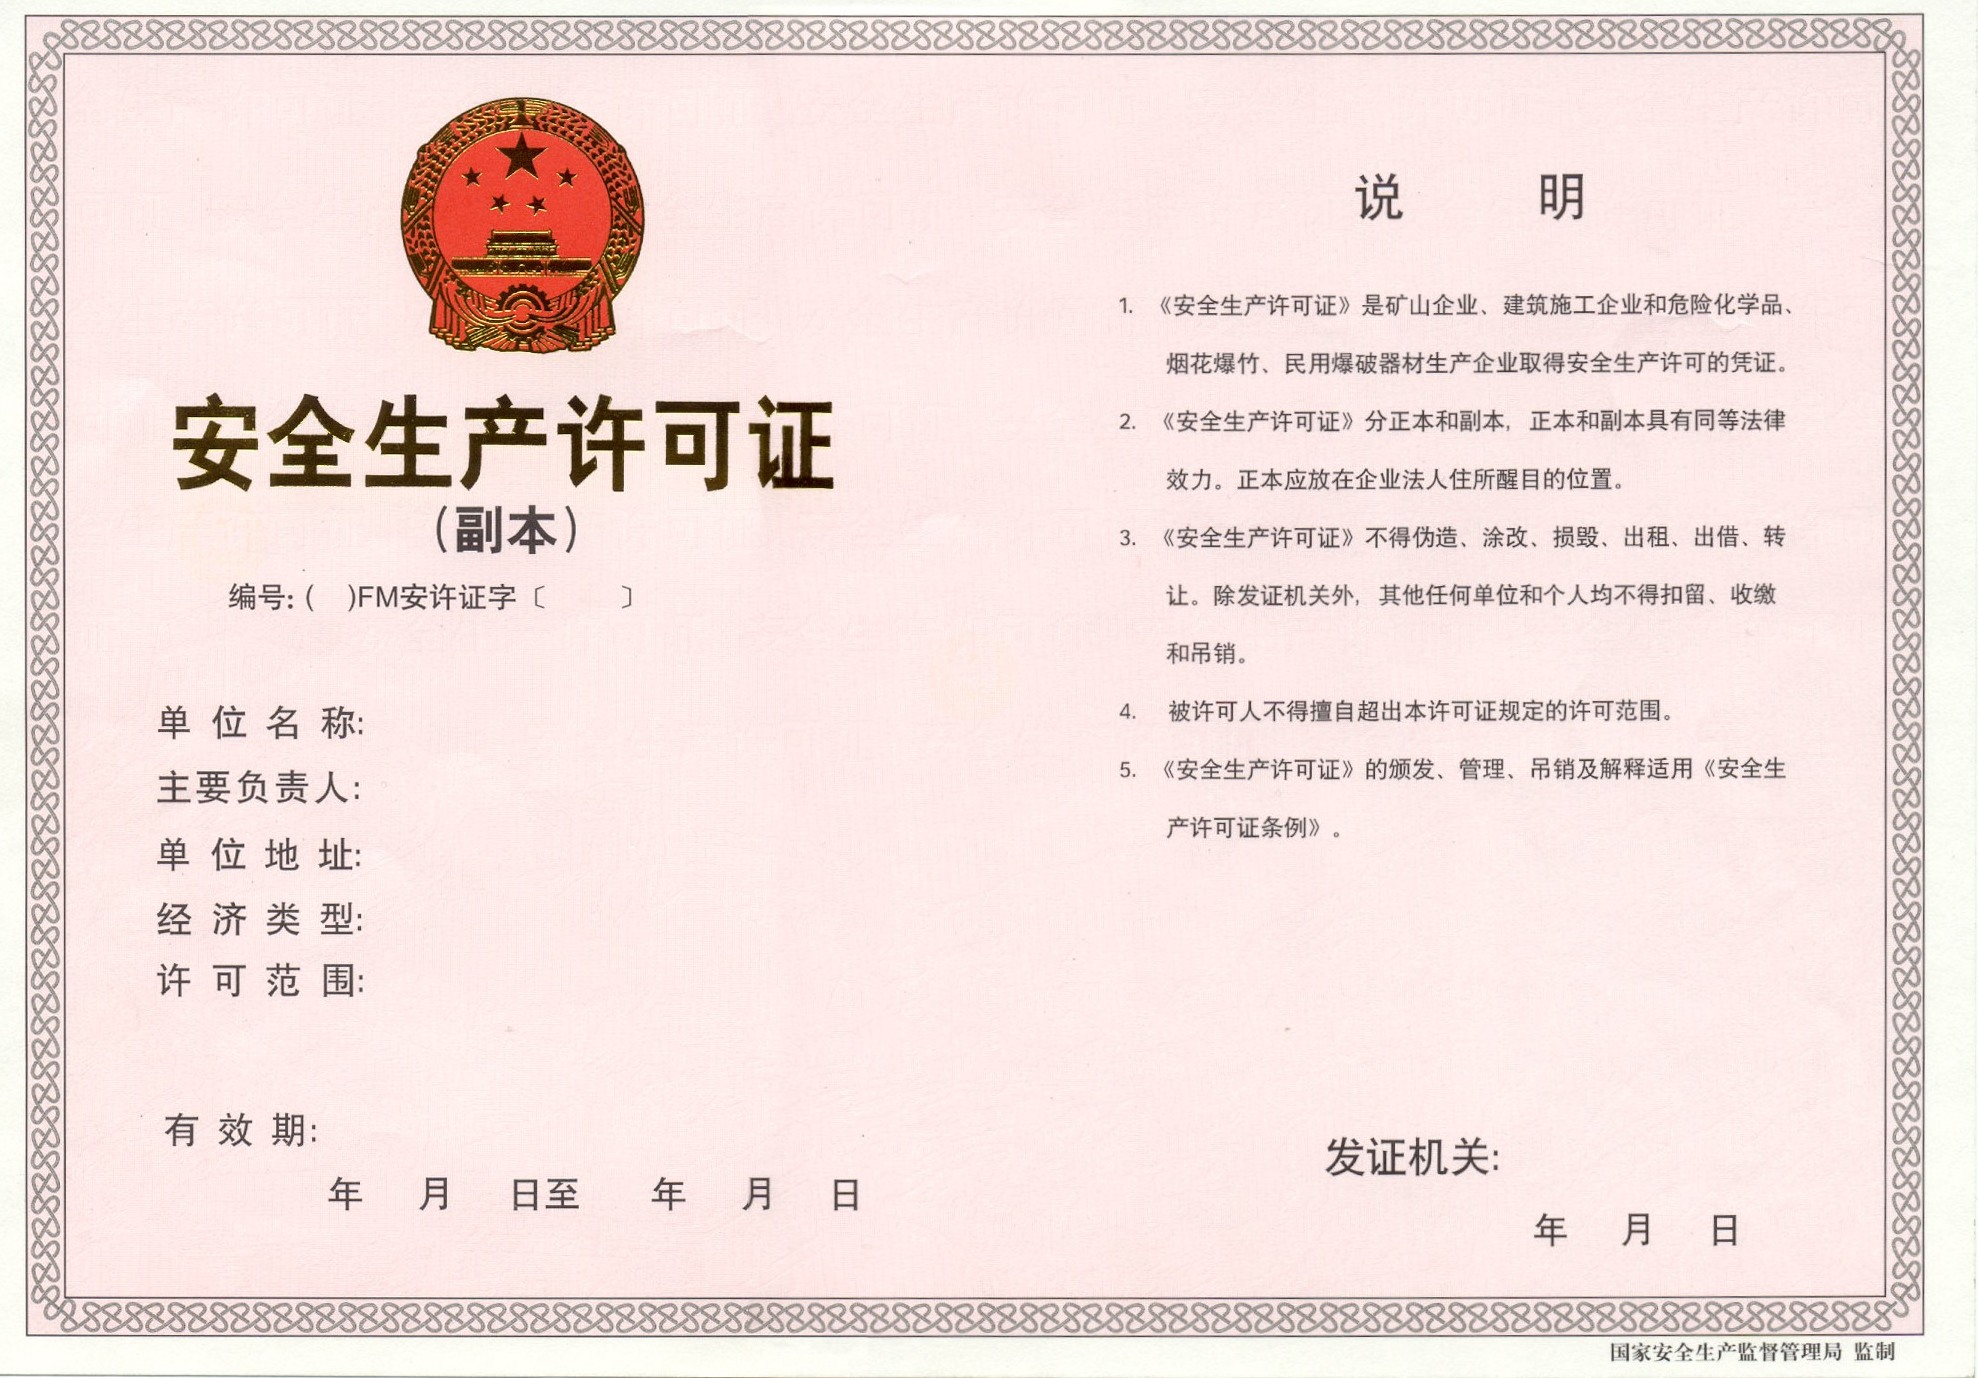 安全生产许可证
（副本）
编号:（ ）FM安许证字〔 〕
单位名称:
主要负责人:
单位地址:
经济类型:
许可范围:
有效期:
年 月 日至 年 月 日
说 明
1. 《安全生产许可证》是矿山企业、建筑施工企业和危险化学品、
烟花爆竹、民用爆破器材生产企业取得安全生产许可的凭证。
2. 《安全生产许可证》分正本和副本，正本和副本具有同等法律
效力。正本应放在企业法人住所醒目的位置。
3. 《安全生产许可证》不得伪造、涂改、损毁、出租、出借、转
让。除发证机关外，其他任何单位和个人均不得扣留、收缴
和吊销。
4. 被许可人不得擅自超出本许可证规定的许可范围。
5. 《安全生产许可证》的颁发、管理、吊销及解释适用《安全生
产许可证条例》。
发证机关:
年 月 日
国家安全生产监督管理局 监制